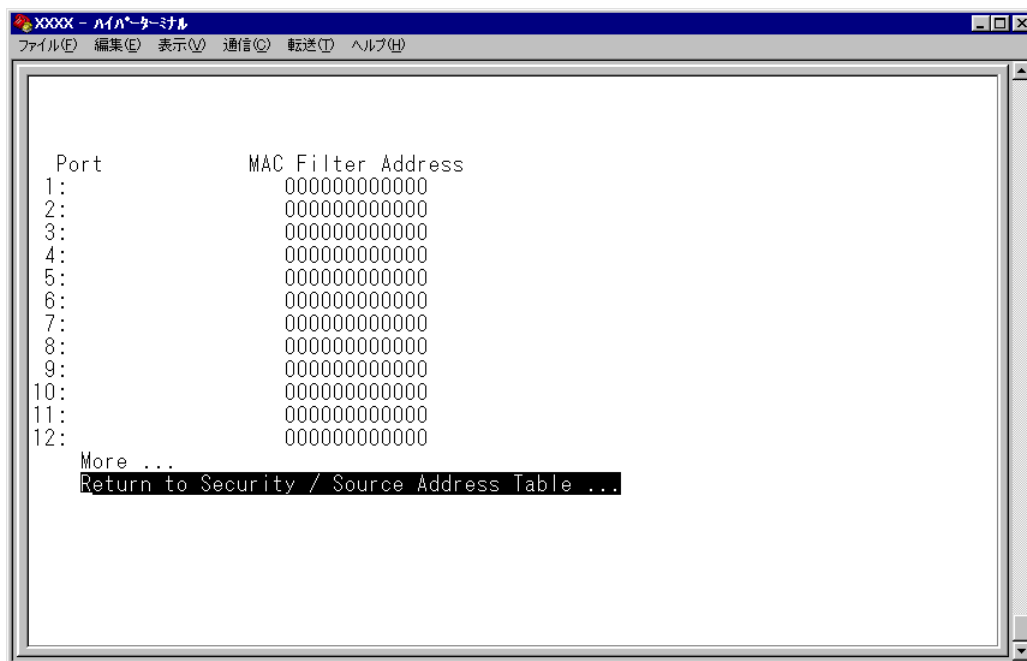 XXXX - ﾊｲﾊﾟｰﾀｰﾐﾅﾙ
ファイル(F) 編集(E) 表示(V) 通信(C) 転送(T) ヘルプ(H)
Port MAC Filter Address
1: 000000000000
2: 000000000000
3: 000000000000
4: 000000000000
5: 000000000000
6: 000000000000
7: 000000000000
8: 000000000000
9: 000000000000
10: 000000000000
11: 000000000000
12: 000000000000
More ...
Return to Security / Source Address Table ...